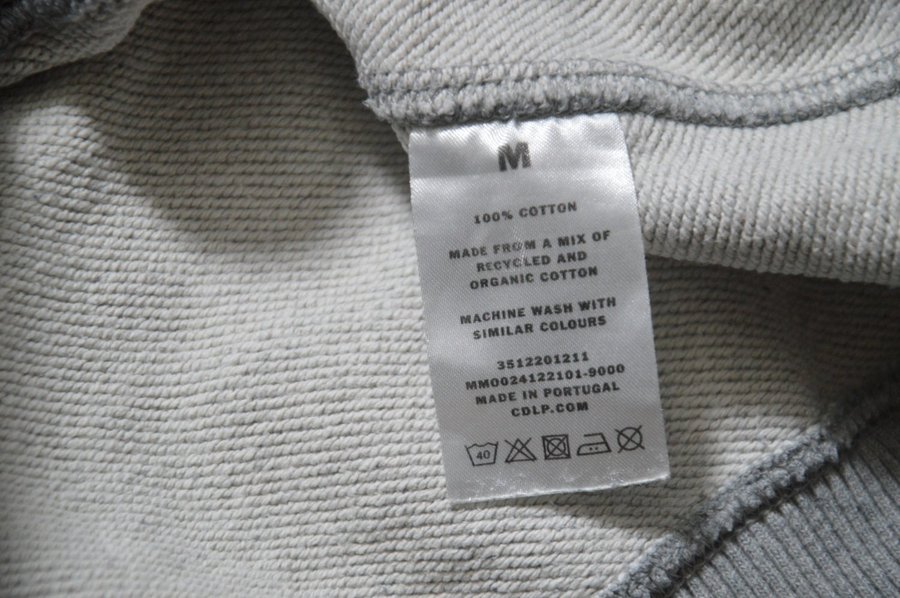 M
100% COTTON
MADE FROM A MIX OF
RECYCLED AND
ORGANIC COTTON
MACHINE WASH WITH
SIMILAR COLOURS
3512201211
MM0024122101-9000
MADE IN PORTUGAL
CDLP.COM
40